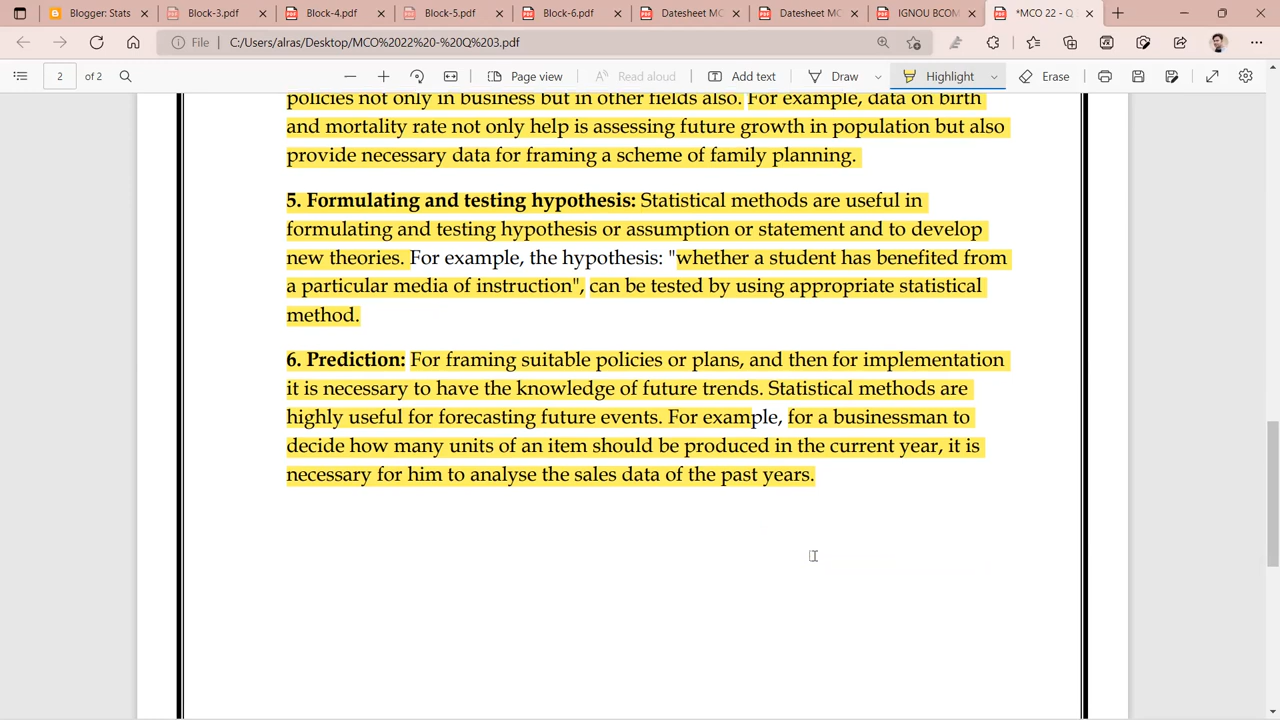 Blogger: Stats
Block-3.pdf
Block-4.pdf
Block-5.pdf
Block-6.pdf
Datesheet MC
Datesheet MC
IGNOU BCOM
*MCO 22 - Q
File
C:/Users/alras/Desktop/MCO%2022%20-%20Q%203.pdf
2
of 2
Page view
Read aloud
Add text
Draw
Highlight
Erase
policies not only in business but in other fields also. For example, data on birth
and mortality rate not only help is assessing future growth in population but also
provide necessary data for framing a scheme of family planning.
5. Formulating and testing hypothesis: Statistical methods are useful in
formulating and testing hypothesis or assumption or statement and to develop
new theories. For example, the hypothesis: "whether a student has benefited from
a particular media of instruction", can be tested by using appropriate statistical
method.
6. Prediction: For framing suitable policies or plans, and then for implementation
it is necessary to have the knowledge of future trends. Statistical methods are
highly useful for forecasting future events. For example, for a businessman to
decide how many units of an item should be produced in the current year, it is
necessary for him to analyse the sales data of the past years.